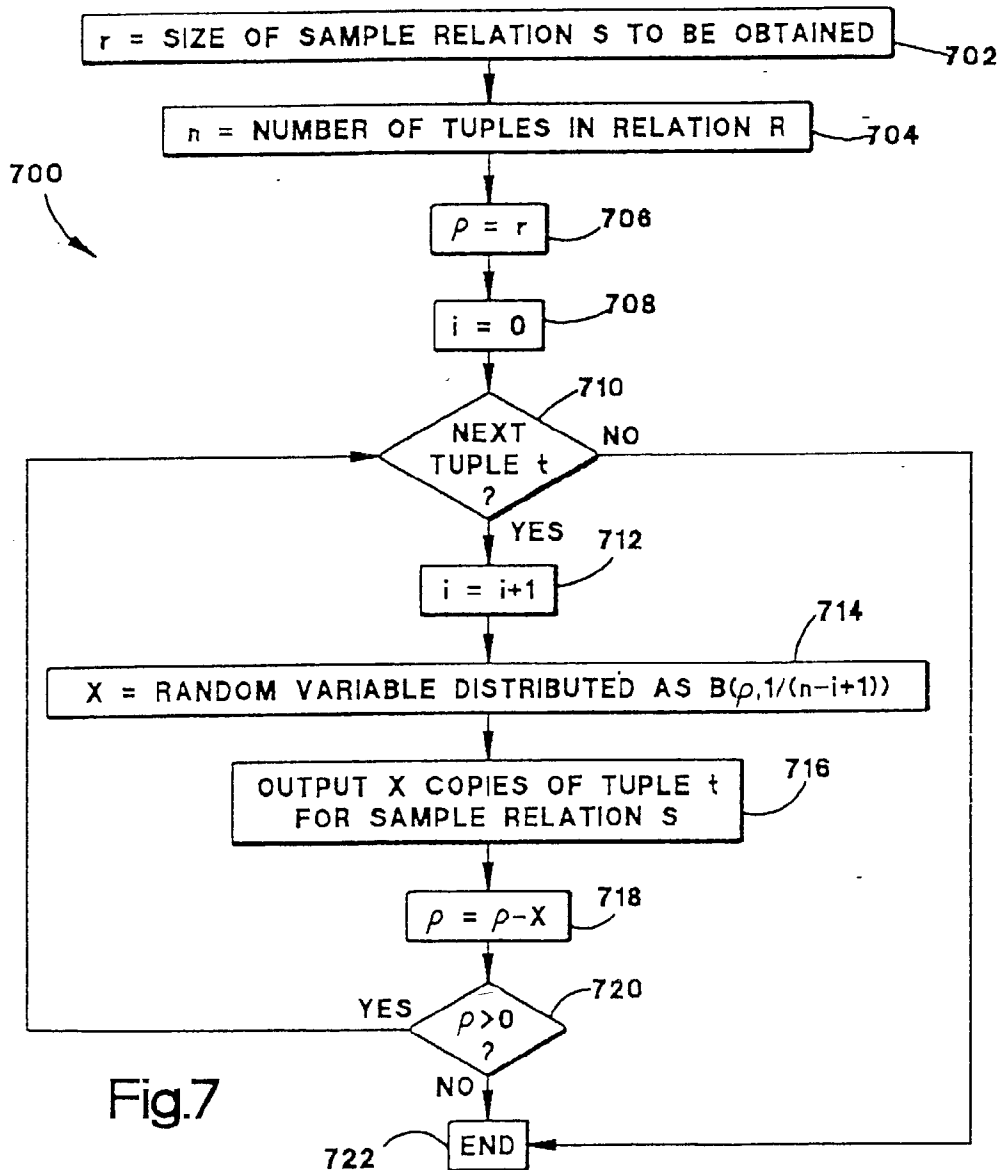 r = SIZE OF SAMPLE RELATION S TO BE OBTAINED
702
n = NUMBER OF TUPLES IN RELATION R
704
700
ρ = r
706
i = 0
708
710
NEXT
TUPLE t
?
NO
YES
712
i = i+1
714
X = RANDOM VARIABLE DISTRIBUTED AS B(ρ,1/(n-i+1))
OUTPUT X COPIES OF TUPLE t
FOR SAMPLE RELATION S
716
ρ = ρ-X
718
YES
720
ρ>0
?
NO
Fig.7
END
722